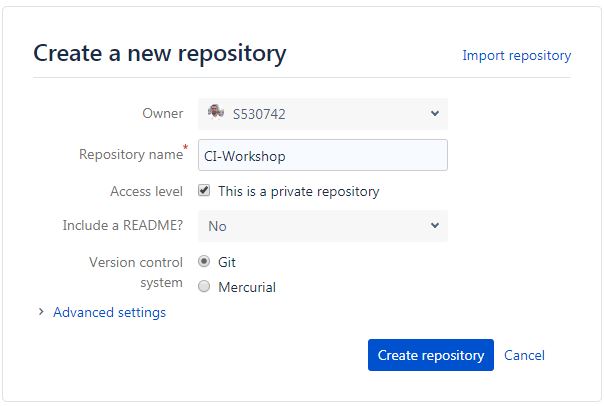 Create a new repository
Import repository
Owner
S530742
Repository name*
CI-Workshop
Access level
This is a private repository
Include a README?
No
Version control
system
Git
Mercurial
Advanced settings
Create repository
Cancel